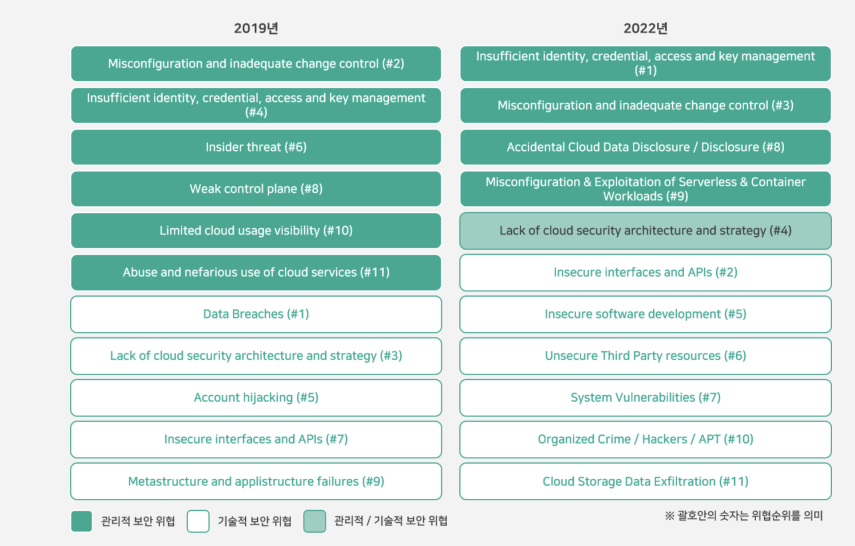 2019년
Misconfiguration and inadequate change control (#2)
Insufficient identity, credential, access and key management
(#4)
Insider threat (#6)
Weak control plane (#8)
Limited cloud usage visibility (#10)
Abuse and nefarious use of cloud services (#11)
Data Breaches (#1)
Lack of cloud security architecture and strategy (#3)
Account hijacking (#5)
Insecure interfaces and APIs (#7)
Metastructure and applistructure failures (#9)
2022년
Insufficient identity, credential, access and key management
(#1)
Misconfiguration and inadequate change control (#3)
Accidental Cloud Data Disclosure / Disclosure (#8)
Misconfiguration & Exploitation of Serverless & Container
Workloads (#9)
Lack of cloud security architecture and strategy (#4)
Insecure interfaces and APIs (#2)
Insecure software development (#5)
Unsecure Third Party resources (#6)
System Vulnerabilities (#7)
Organized Crime / Hackers / APT (#10)
Cloud Storage Data Exfiltration (#11)
관리적 보안 위협
기술적 보안 위협
관리적 / 기술적 보안 위협
※ 괄호안의 숫자는 위협순위를 의미